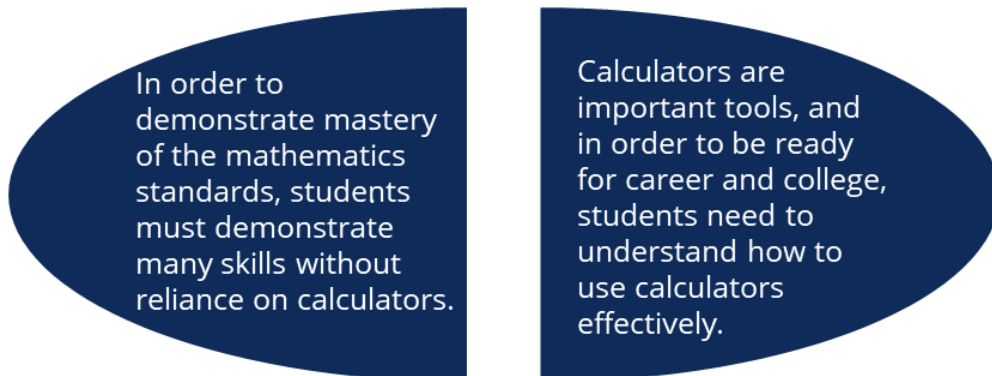 In order to
demonstrate mastery
of the mathematics
standards, students
must demonstrate
many skills without
reliance on calculators.
Calculators are
important tools, and
in order to be ready
for career and college,
students need to
understand how to
use calculators
effectively.